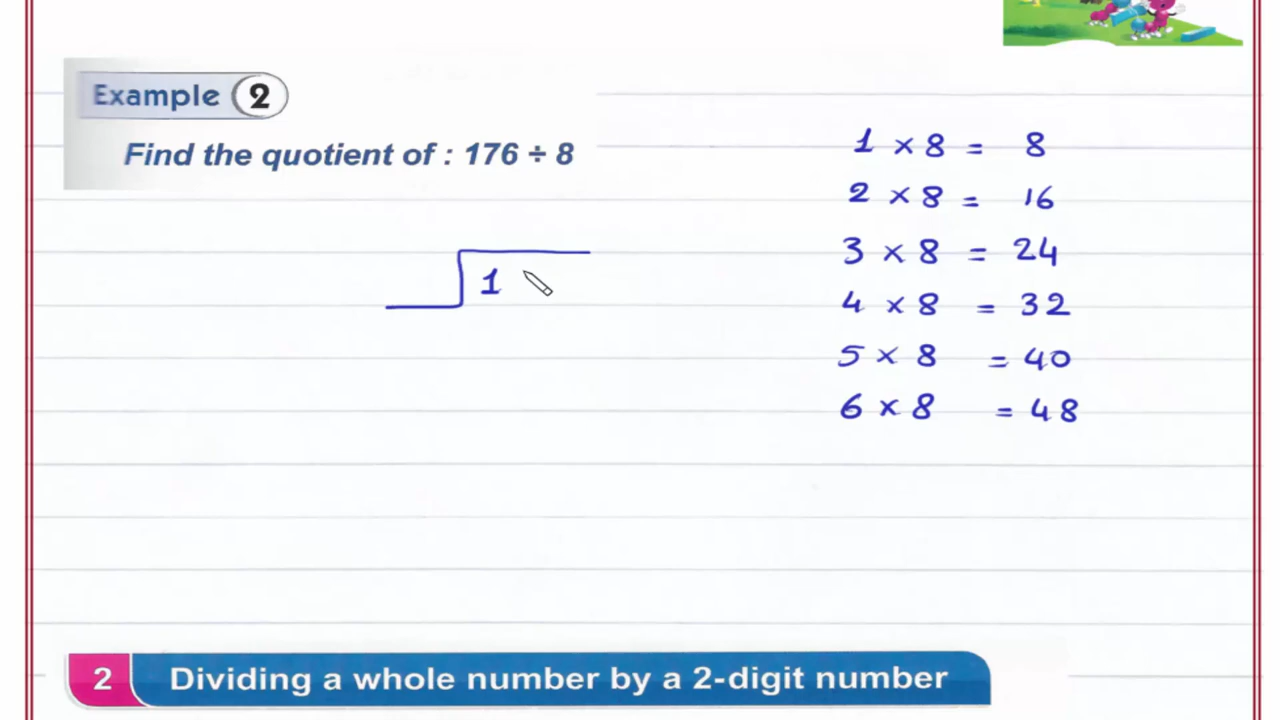 Example 2
Find the quotient of : 176 ÷ 8
1
1 × 8 = 8
2 × 8 = 16
3 × 8 = 24
4 × 8 = 32
5 × 8 = 40
6 × 8 = 48
2 Dividing a whole number by a 2-digit number